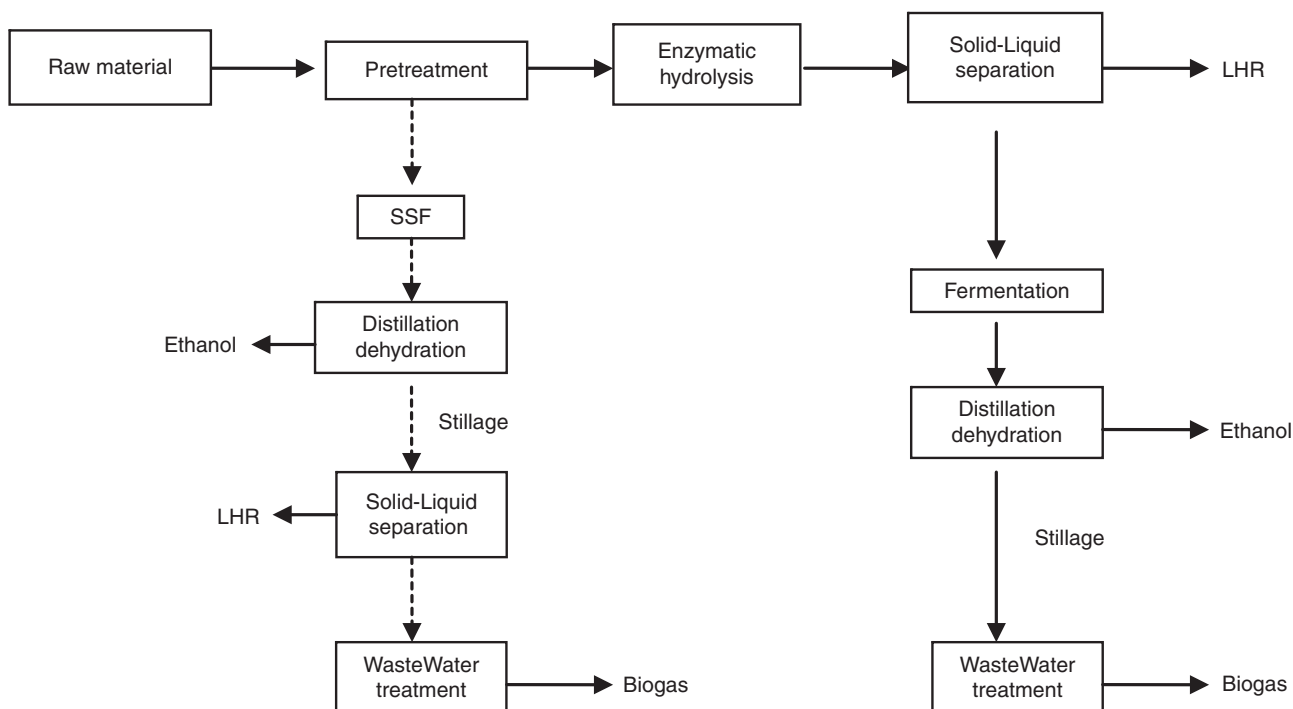 Raw material
Pretreatment
Enzymatic
hydrolysis
Solid-Liquid
separation
LHR
SSF
Distillation
dehydration
Ethanol
Stillage
Solid-Liquid
separation
LHR
WasteWater
treatment
Biogas
Fermentation
Distillation
dehydration
Ethanol
Stillage
WasteWater
treatment
Biogas